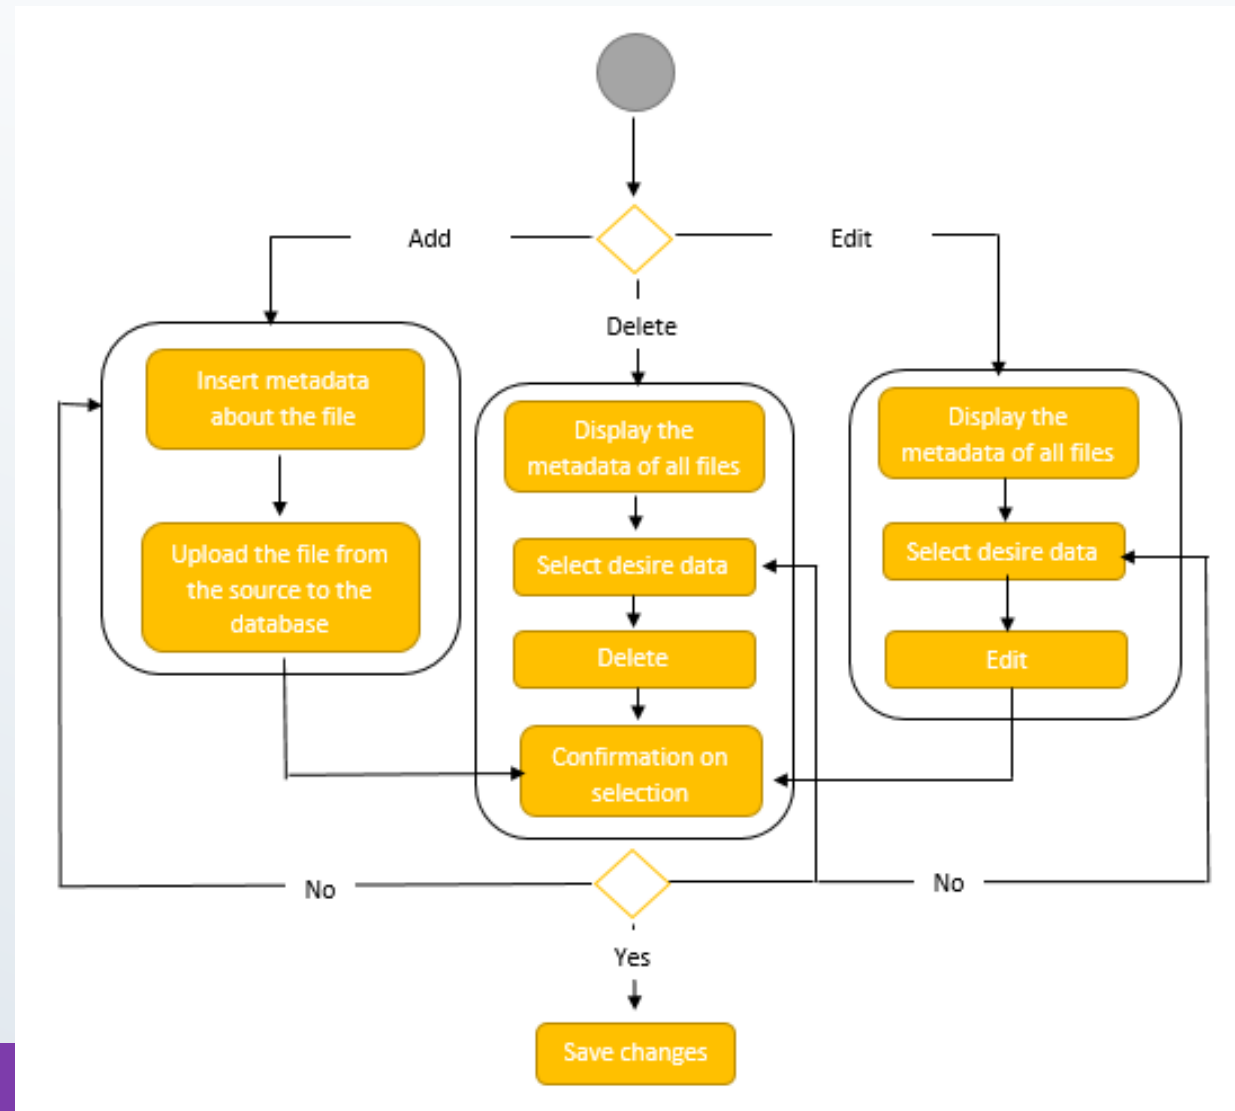 Add
Edit
Delete
Insert metadata
about the file
Upload the file from
the source to the
database
Display the
metadata of all files
Select desire data
Delete
Confirmation on
selection
Display the
metadata of all files
Select desire data
Edit
No
No
Yes
Save changes